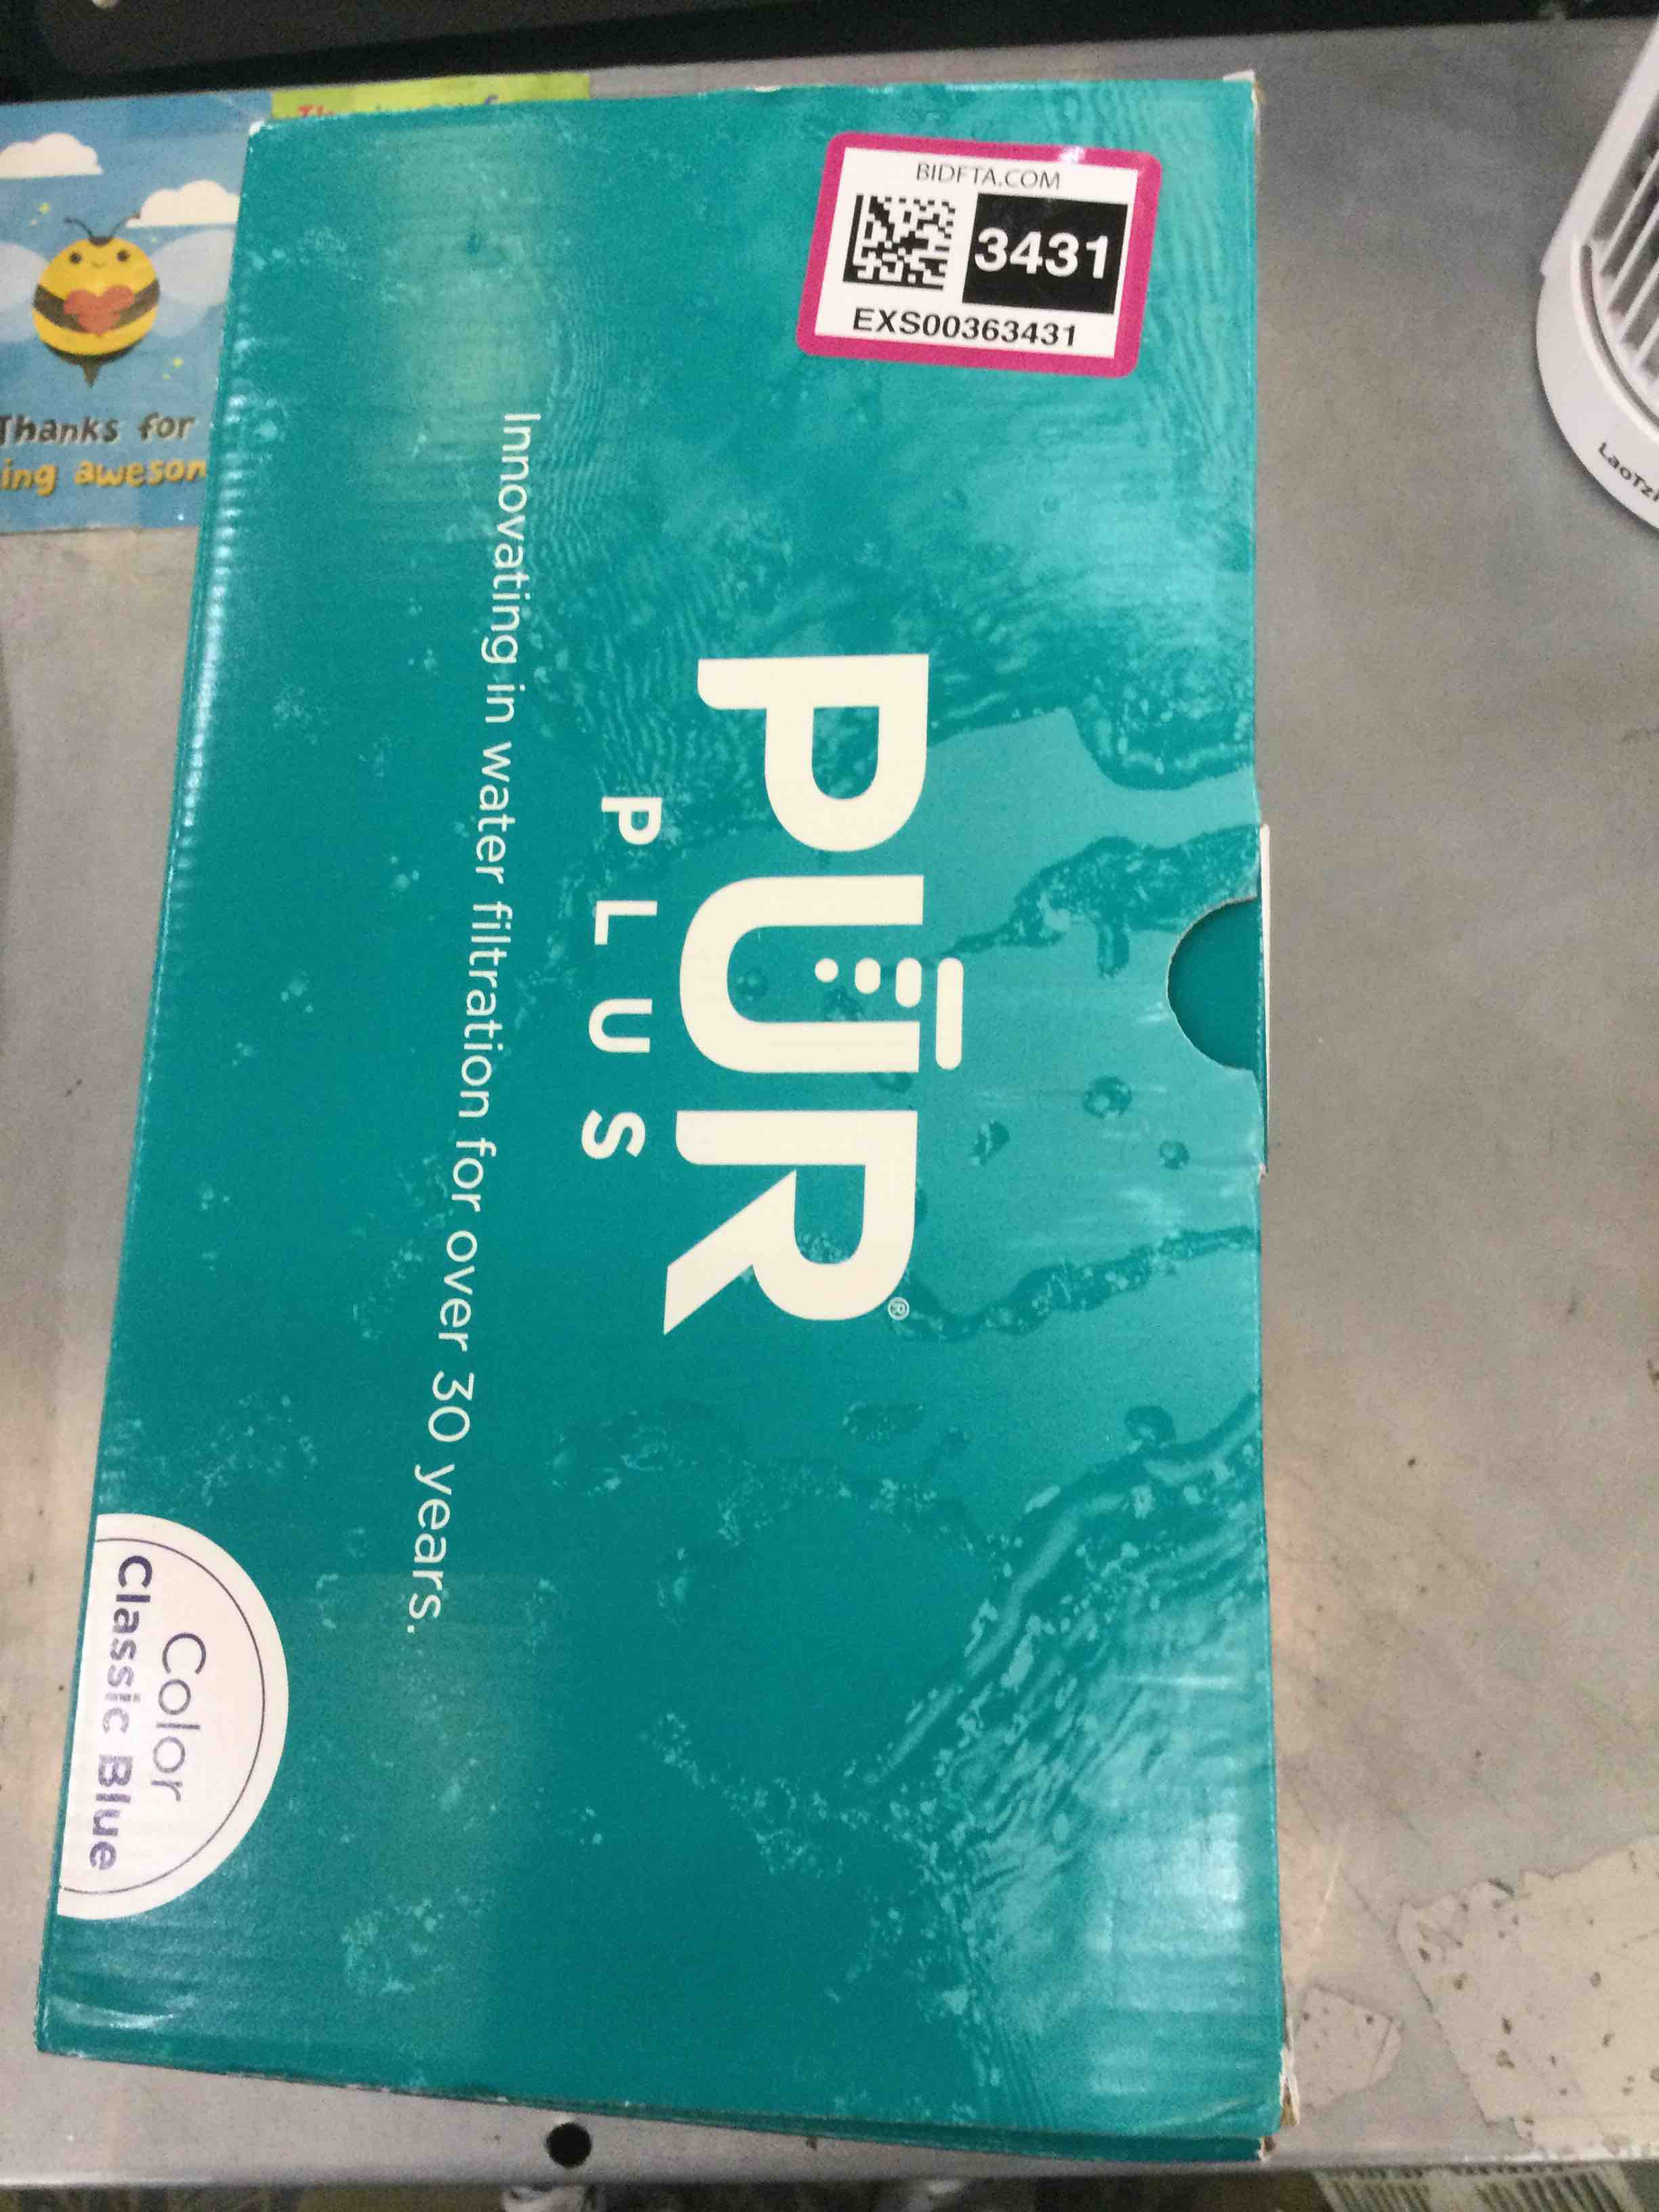 BIDFTA.COM
3431
EXS00363431
PUR®
PLUS
Innovating in water filtration for over 30 years.
Color
Classic Blue
Thanks for
ing aweson